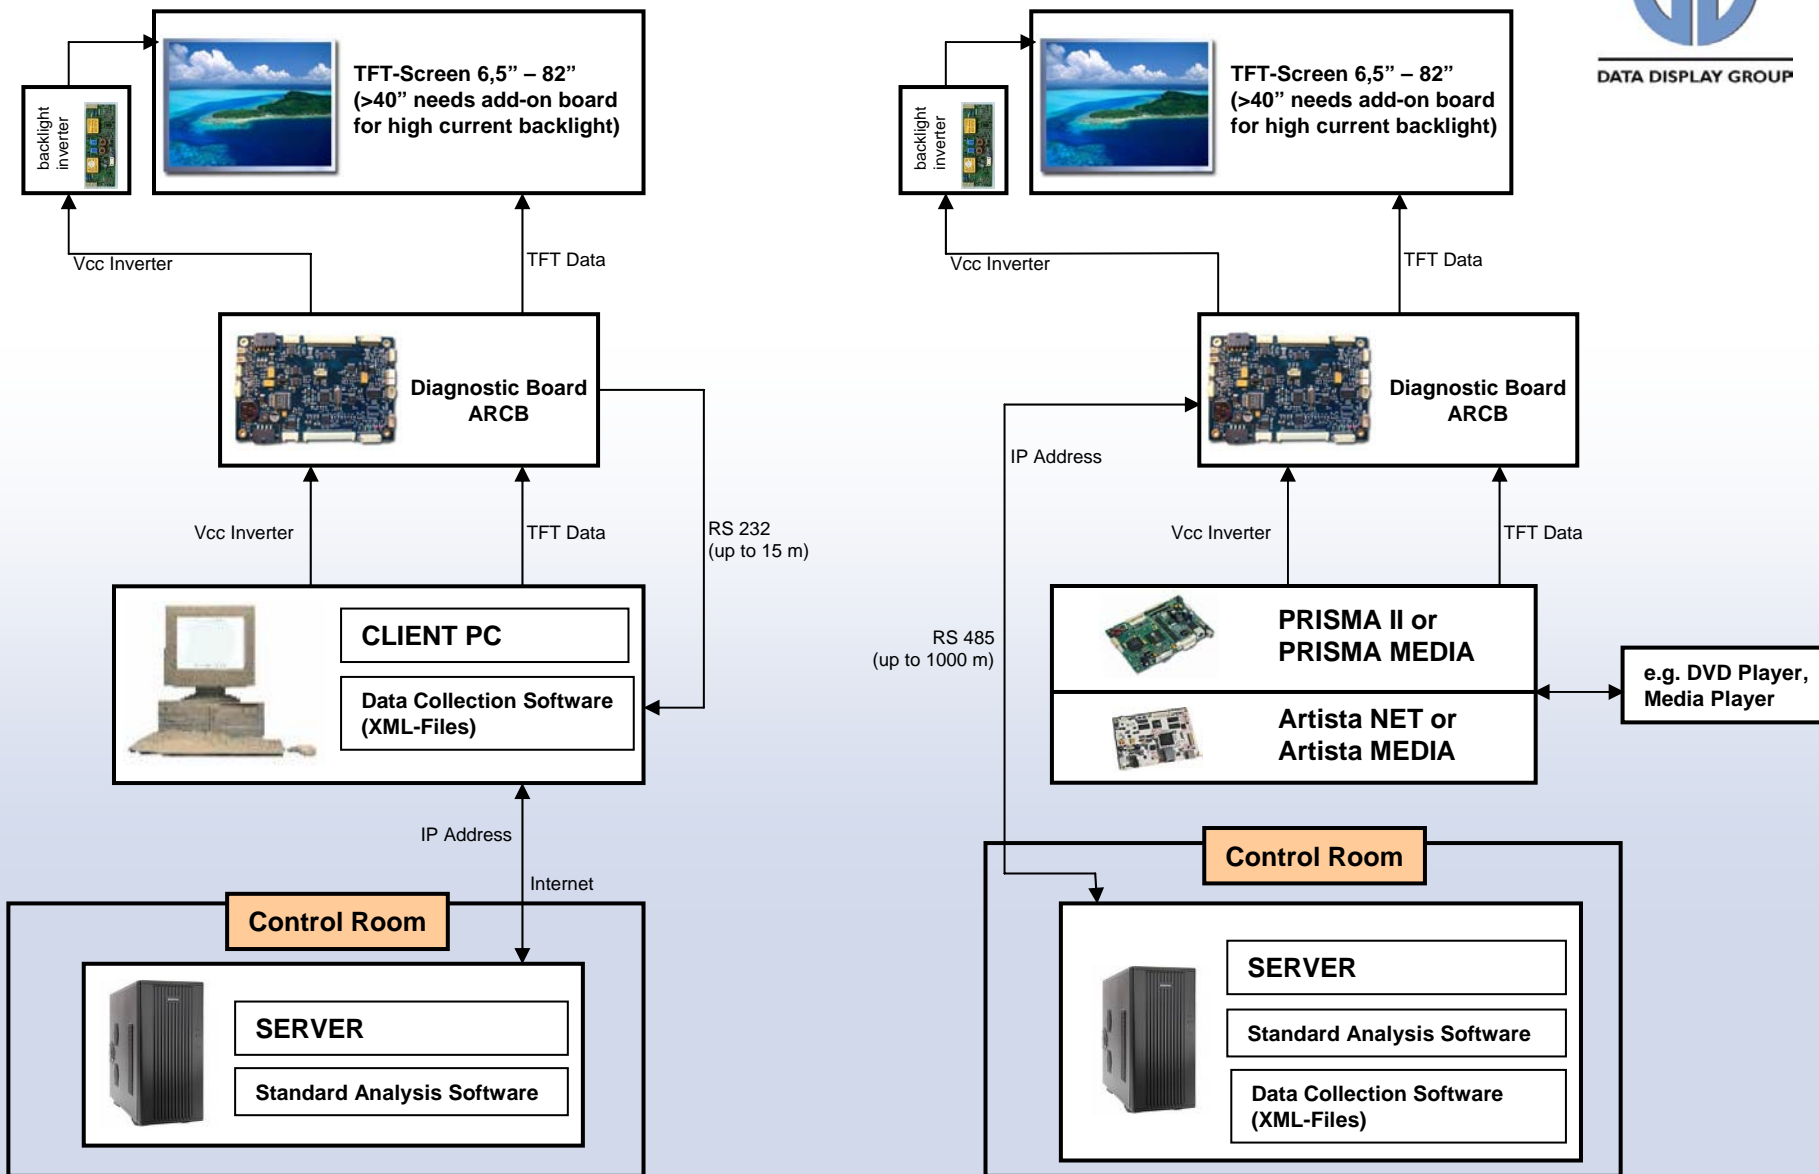 DATA DISPLAY GROUP
backlight
inverter
TFT-Screen 6,5” – 82”
(>40” needs add-on board
for high current backlight)
Vcc Inverter
TFT Data
Diagnostic Board
ARCB
Vcc Inverter
TFT Data
RS 232
(up to 15 m)
CLIENT PC
Data Collection Software
(XML-Files)
IP Address
Internet
Control Room
SERVER
Standard Analysis Software
backlight
inverter
TFT-Screen 6,5” – 82”
(>40” needs add-on board
for high current backlight)
Vcc Inverter
TFT Data
Diagnostic Board
ARCB
IP Address
Vcc Inverter
TFT Data
RS 485
(up to 1000 m)
PRISMA II or
PRISMA MEDIA
Artista NET or
Artista MEDIA
e.g. DVD Player,
Media Player
Control Room
SERVER
Standard Analysis Software
Data Collection Software
(XML-Files)